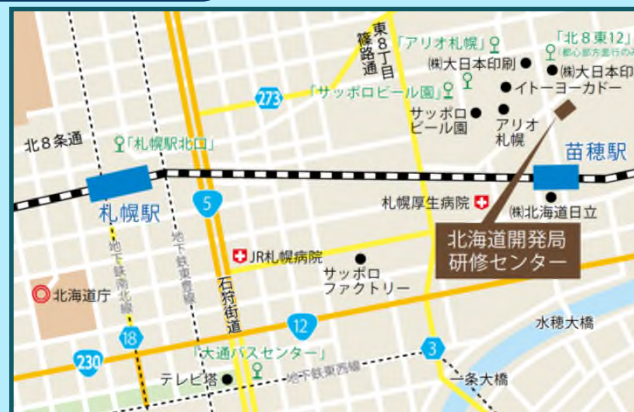 東8丁目
篠路通
「アリオ札幌」
「北8東12」
(都心部方面行のみ
㈱大日本印刷
㈱大日本印
イトーヨーカドー
273
「サッポロビール園」
サッポロ
ビール園
アリオ
札幌
北8条通
「札幌駅北口」
苗穂駅
札幌駅
5
札幌厚生病院
㈱北海道日立
北海道開発局
研修センター
地下鉄南北線
地下鉄東豊線
石狩街道
JR札幌病院
サッポロ
ファクトリー
北海道庁
12
水穂大橋
18
230
3
「大通バスセンター」
テレビ塔
地下鉄東西線
一条大橋